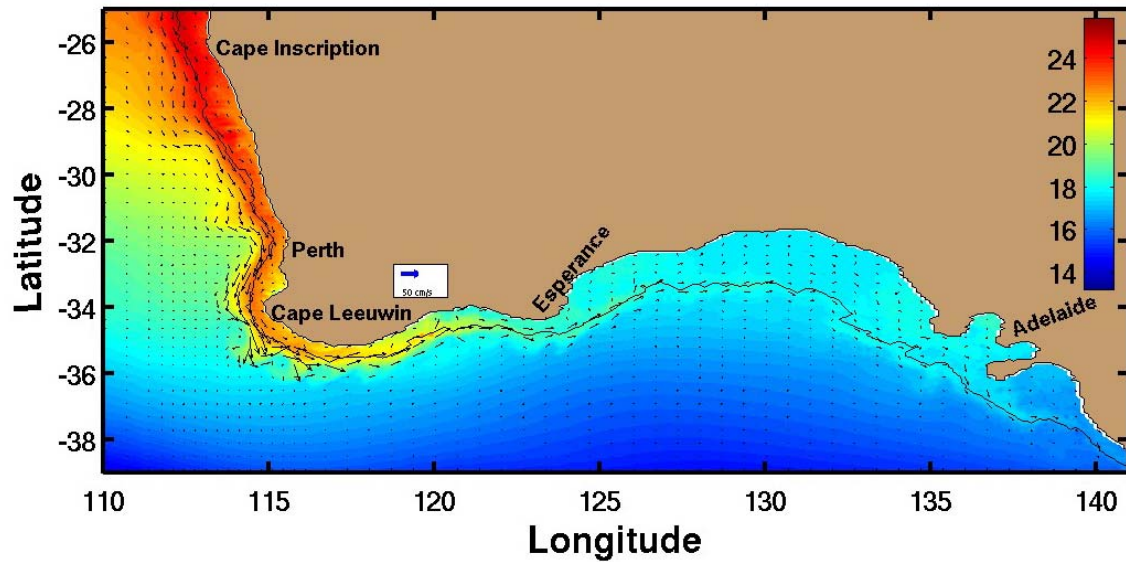 Latitude
-26
-28
-30
-32
-34
-36
-38
Cape Inscription
Perth
50 cm/s
Cape Leeuwin
Esperance
Adelaide
24
22
20
18
16
14
110
115
120
125
130
135
140
Longitude